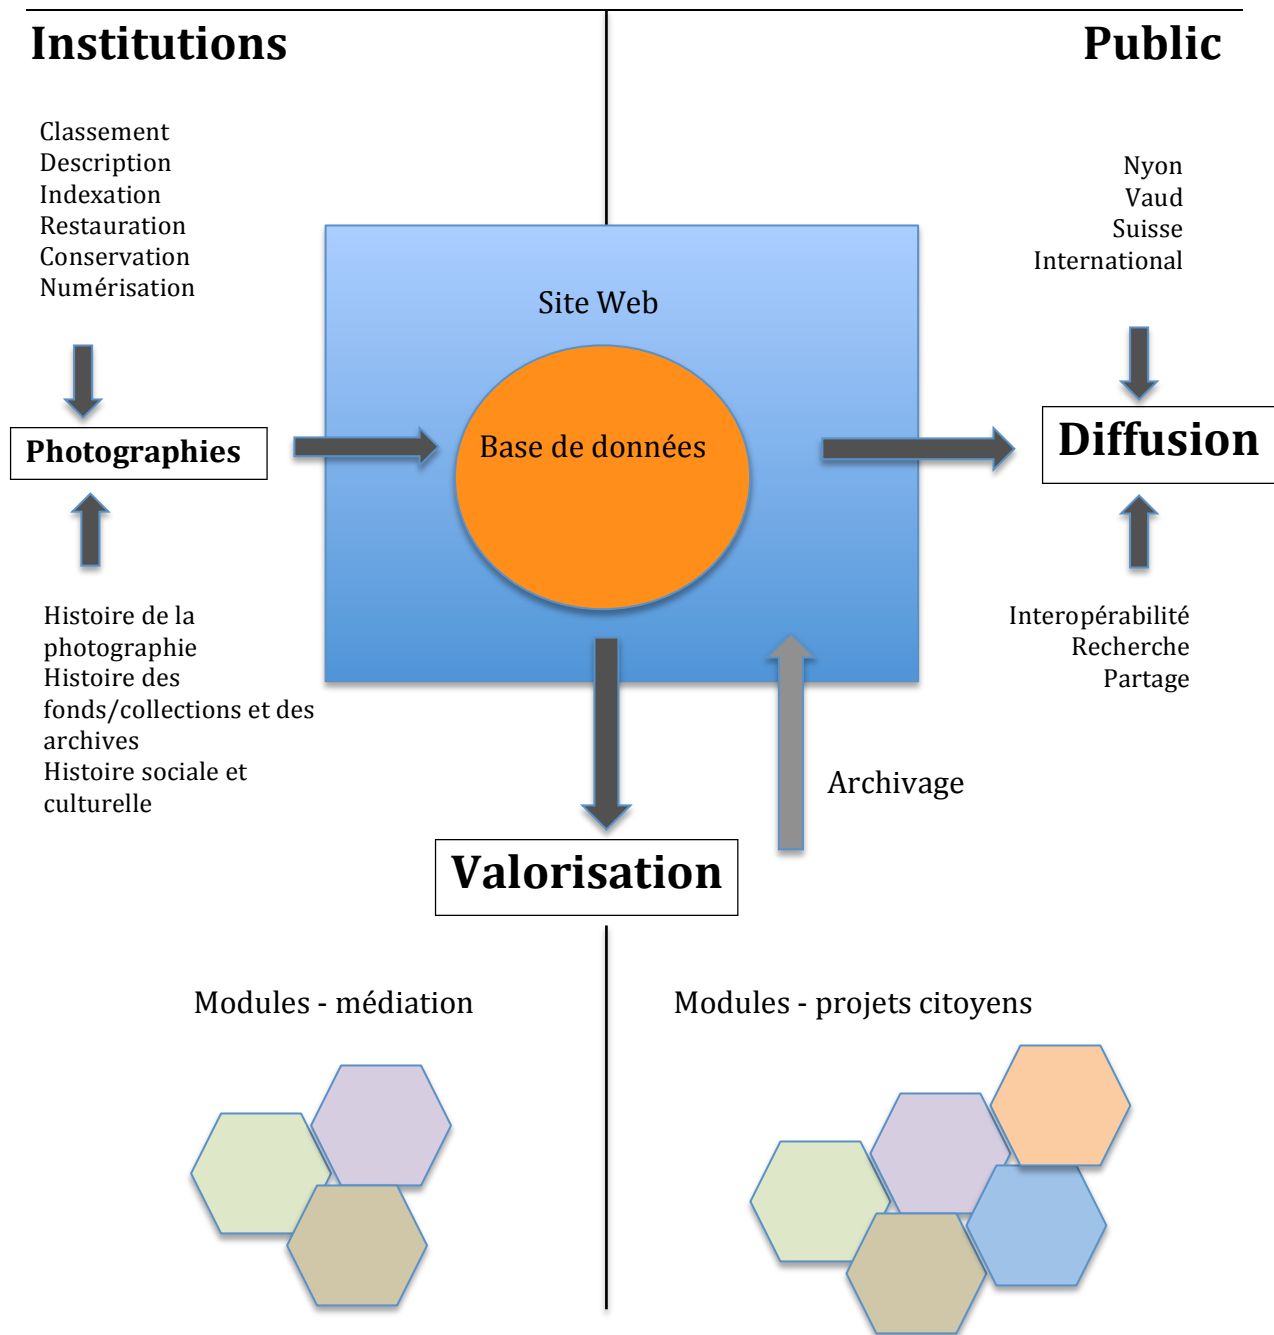 Institutions
Public
Classement
Description
Indexation
Restauration
Conservation
Numérisation
Nyon
Vaud
Suisse
International
Site Web
Base de données
Photographies
Diffusion
Histoire de la
photographie
Histoire des
fonds/collections et des
archives
Histoire sociale et
culturelle
Interopérabilité
Recherche
Partage
Archivage
Valorisation
Modules - médiation
Modules - projets citoyens